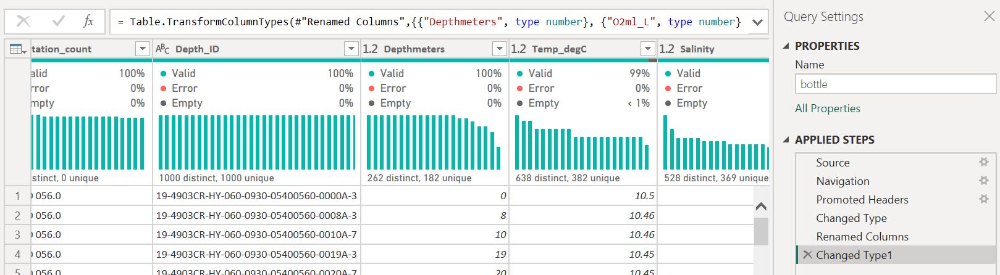 fx = Table.TransformColumnTypes(#"Renamed Columns",{{"Depthmeters", type number}, {"O2ml_L", type number}
tation_count ABC Depth_ID 1.2 Depthmeters 1.2 Temp_degC 1.2 Salinity
alid 100% Valid 100% Valid 100% Valid 99% Valid
rror 0% Error 0% Error 0% Error 0% Error
mpty 0% Empty 0% Empty 0% Empty < 1% Empty
stinct, 0 unique 1000 distinct, 1000 unique 262 distinct, 182 unique 638 distinct, 382 unique 528 distinct, 369 unique
1 056.0 19-4903CR-HY-060-0930-05400560-0000A-3 0 10.5
2 056.0 19-4903CR-HY-060-0930-05400560-0008A-3 8 10.46
3 056.0 19-4903CR-HY-060-0930-05400560-0010A-7 10 10.46
4 056.0 19-4903CR-HY-060-0930-05400560-0019A-3 19 10.45
5 056.0 19-4903CR-HY-060-0930-05400560-0020A-7 20 10.45
Query Settings
PROPERTIES
Name
bottle
All Properties
APPLIED STEPS
Source
Navigation
Promoted Headers
Changed Type
Renamed Columns
Changed Type1